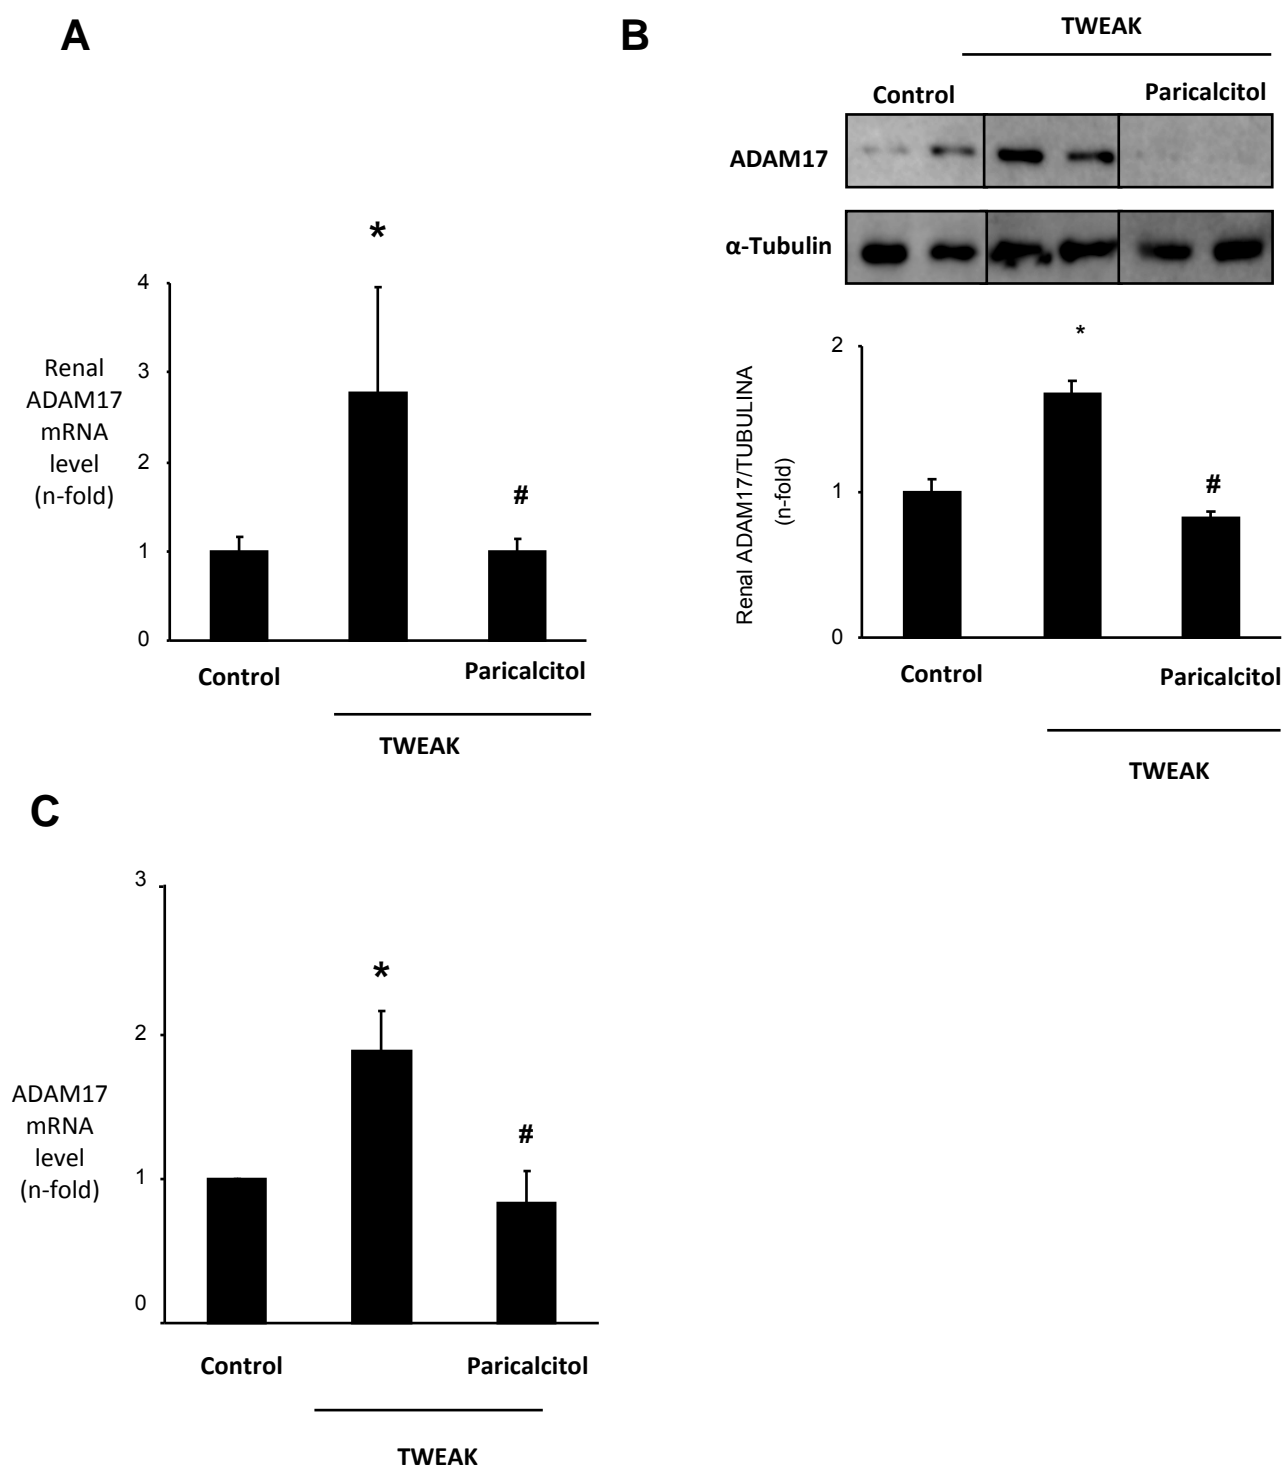 A
*
4
3
2
1
0
Renal
ADAM17
mRNA
level
(n-fold)
#
Control
Paricalcitol
TWEAK
B
TWEAK
Control
Paricalcitol
ADAM17
α-Tubulin
*
2
1
0
Renal ADAM17/TUBULINA
(n-fold)
#
Control
Paricalcitol
TWEAK
C
3
2
1
0
*
ADAM17
mRNA
level
(n-fold)
#
Control
Paricalcitol
TWEAK